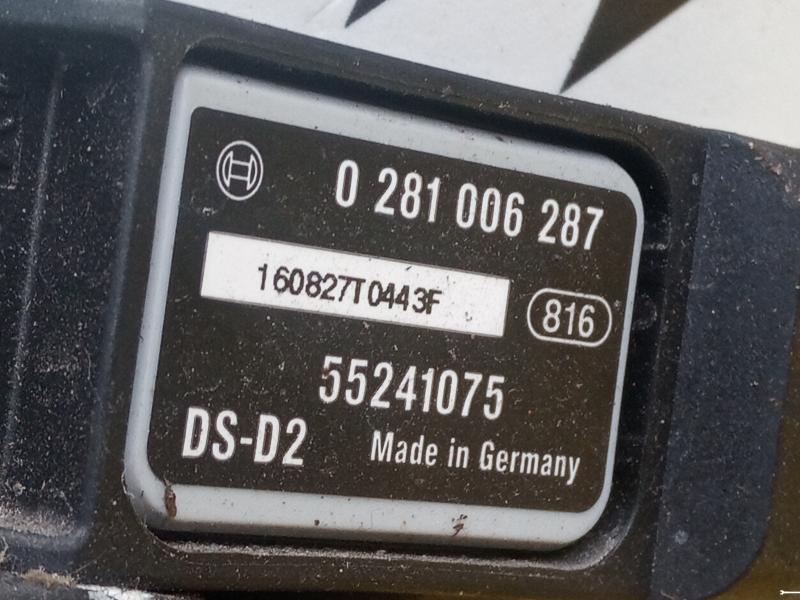 0 281 006 287
160827T0443F
816
55241075
DS-D2
Made in Germany